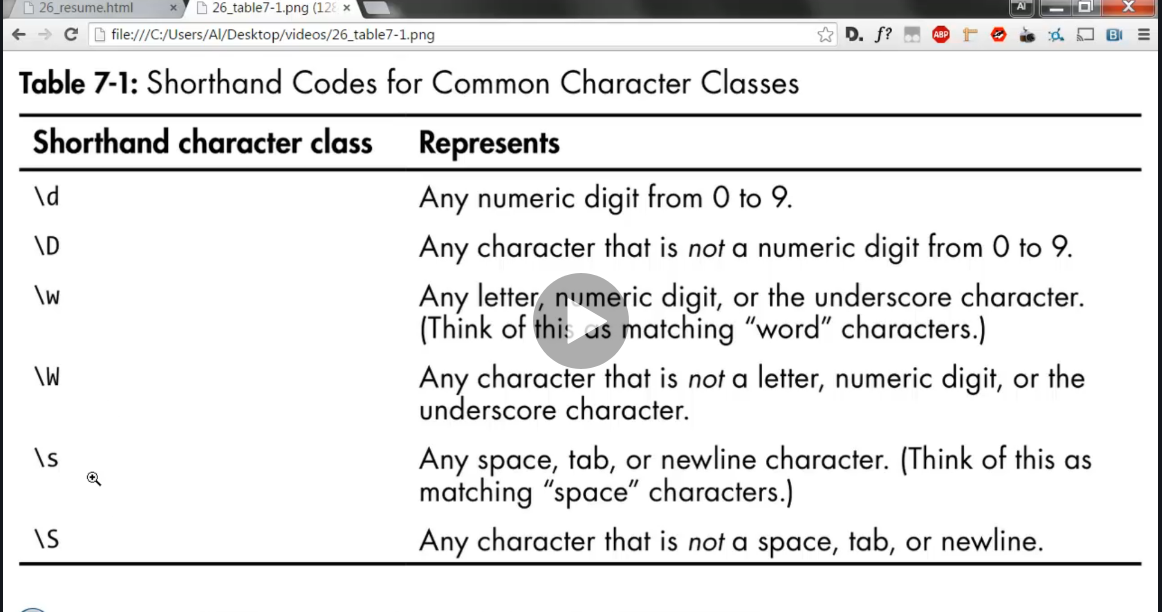 26_resume.html
26_table7-1.png (128
Al
file:///C:/Users/Al/Desktop/videos/26_table7-1.png
D. f? ABP B
Table 7-1: Shorthand Codes for Common Character Classes
Shorthand character class Represents
\d Any numeric digit from 0 to 9.
\D Any character that is not a numeric digit from 0 to 9.
\w Any letter, numeric digit, or the underscore character.
(Think of this as matching “word” characters.)
\W Any character that is not a letter, numeric digit, or the
underscore character.
\s Any space, tab, or newline character. (Think of this as
matching “space” characters.)
\S Any character that is not a space, tab, or newline.